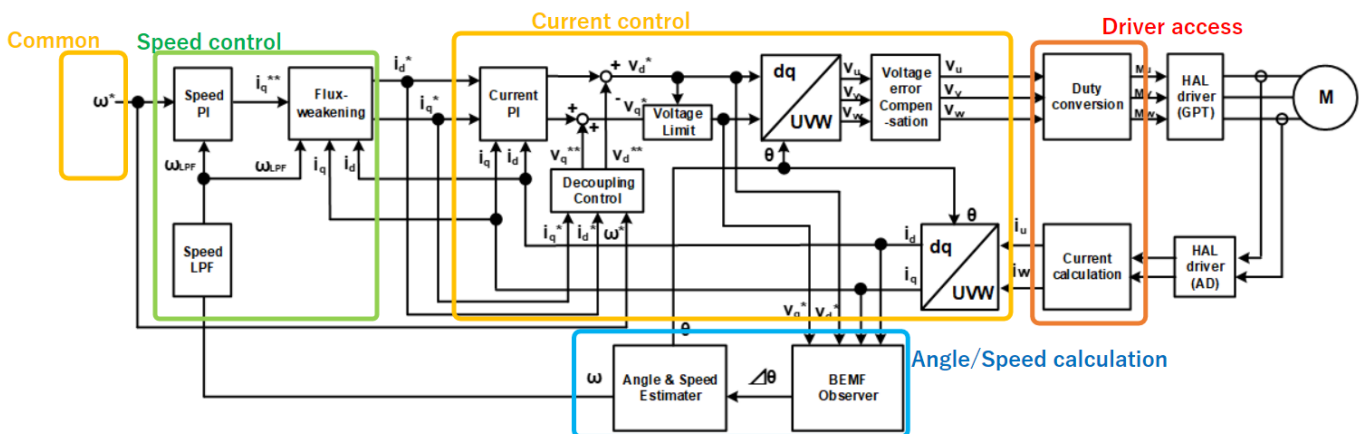 Common
Speed control
Current control
Driver access
ω*
Speed
PI
iq**
Flux-
weakening
id*
iq*
Current
PI
+
vd*
-
+
+
vq*
Voltage
Limit
dq
UVW
Vu
Vv
Vw
Voltage
error
Compen
-sation
Vu
Vv
Vw
Duty
conversion
Mu
Mv
Mw
HAL
driver
(GPT)
M
ωLPF
ωLPF
iq
id
iq
id
vq**
vd**
Decoupling
Control
θ
θ
Speed
LPF
iq*
id*
ω*
id
iq
dq
UVW
iu
iw
Current
calculation
HAL
driver
(AD)
θ
vq*
vd*
Angle/Speed calculation
ω
Angle & Speed
Estimater
⊿θ
BEMF
Observer